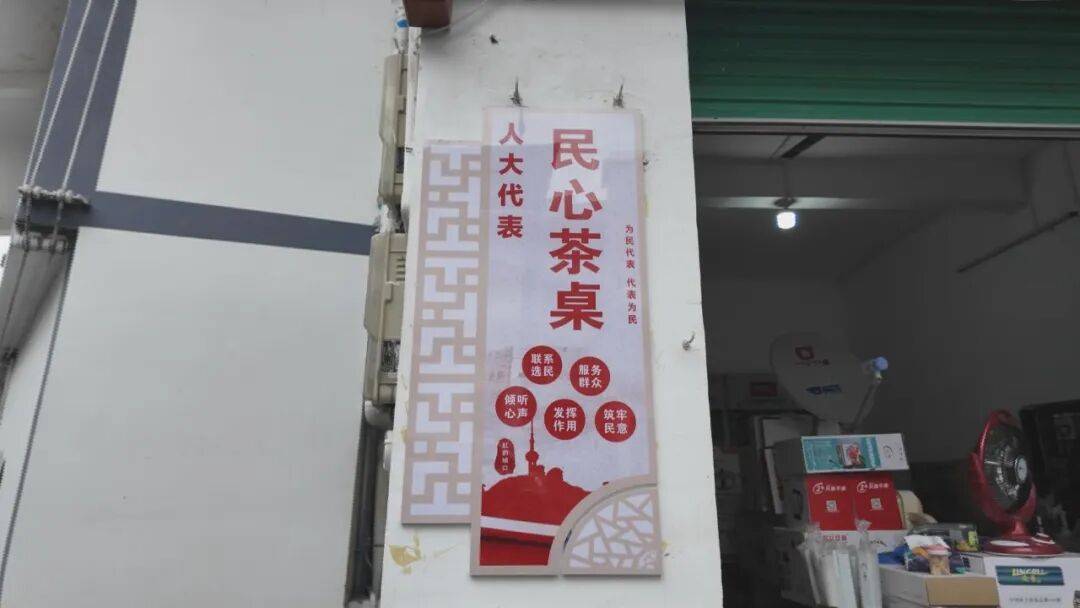 人大代表
民心茶桌
为民代表 代表为民
联系
选民
服务
群众
倾听
心声
发挥
作用
筑牢
民意